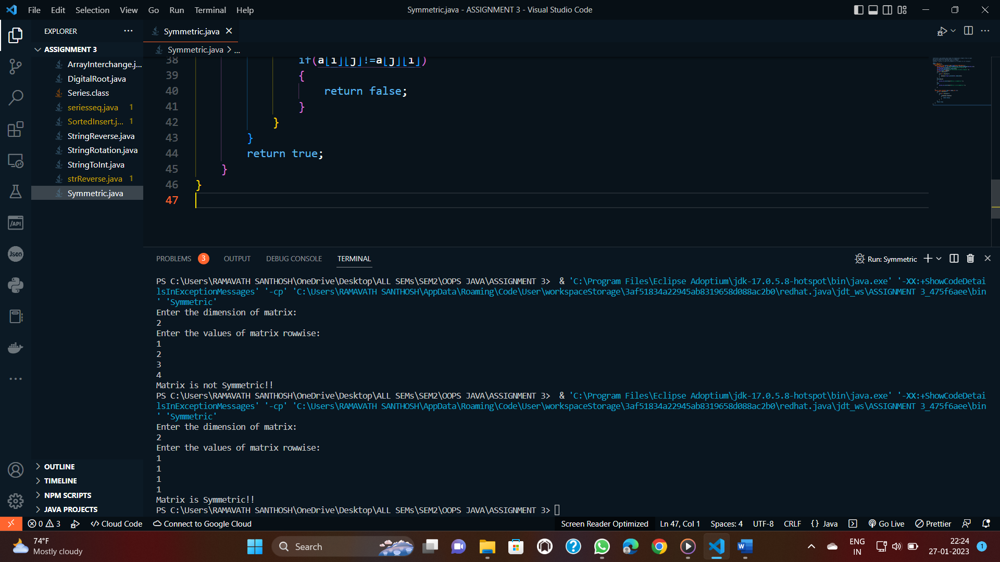 File Edit Selection View Go Run Terminal Help
Symmetric.java - ASSIGNMENT 3 - Visual Studio Code
EXPLORER
ASSIGNMENT 3
ArrayInterchange.j...
DigitalRoot.java
Series.class
seriesseq.java 1
SortedInsert.j... 1
StringReverse.java
StringRotation.java
StringToInt.java
strReverse.java 1
Symmetric.java
OUTLINE
TIMELINE
NPM SCRIPTS
JAVA PROJECTS
/API
Json
Symmetric.java
Symmetric.java > ...
38 if(a[i][j]!=a[j][i])
39 {
40 return false;
41 }
42 }
43 }
44 return true;
45 }
46 }
47
PROBLEMS 3 OUTPUT DEBUG CONSOLE TERMINAL
Run: Symmetric
PS C:\Users\RAMAVATH SANTHOSH\OneDrive\Desktop\ALL SEMs\SEM2\OOPS JAVA\ASSIGNMENT 3> & 'C:\Program Files\Eclipse Adoptium\jdk-17.0.5.8-hotspot\bin\java.exe' '-XX:+ShowCodeDetai
lsInExceptionMessages' '-cp' 'C:\Users\RAMAVATH SANTHOSH\AppData\Roaming\Code\User\workspaceStorage\3af51834a22945ab8319658d088ac2b0\redhat.java\jdt_ws\ASSIGNMENT 3_475f6aee\bin
' 'Symmetric'
Enter the dimension of matrix:
2
Enter the values of matrix rowwise:
1
2
3
4
Matrix is not Symmetric!!
PS C:\Users\RAMAVATH SANTHOSH\OneDrive\Desktop\ALL SEMs\SEM2\OOPS JAVA\ASSIGNMENT 3> & 'C:\Program Files\Eclipse Adoptium\jdk-17.0.5.8-hotspot\bin\java.exe' '-XX:+ShowCodeDetai
lsInExceptionMessages' '-cp' 'C:\Users\RAMAVATH SANTHOSH\AppData\Roaming\Code\User\workspaceStorage\3af51834a22945ab8319658d088ac2b0\redhat.java\jdt_ws\ASSIGNMENT 3_475f6aee\bin
' 'Symmetric'
Enter the dimension of matrix:
2
Enter the values of matrix rowwise:
1
1
1
1
Matrix is Symmetric!!
PS C:\Users\RAMAVATH SANTHOSH\OneDrive\Desktop\ALL SEMs\SEM2\OOPS JAVA\ASSIGNMENT 3>
0 3 Cloud Code Connect to Google Cloud Screen Reader Optimized Ln 47, Col 1 Spaces: 4 UTF-8 CRLF {} Java Go Live Prettier
74°F
Mostly cloudy
Search
W
ENG
IN
22:24
27-01-2023
1